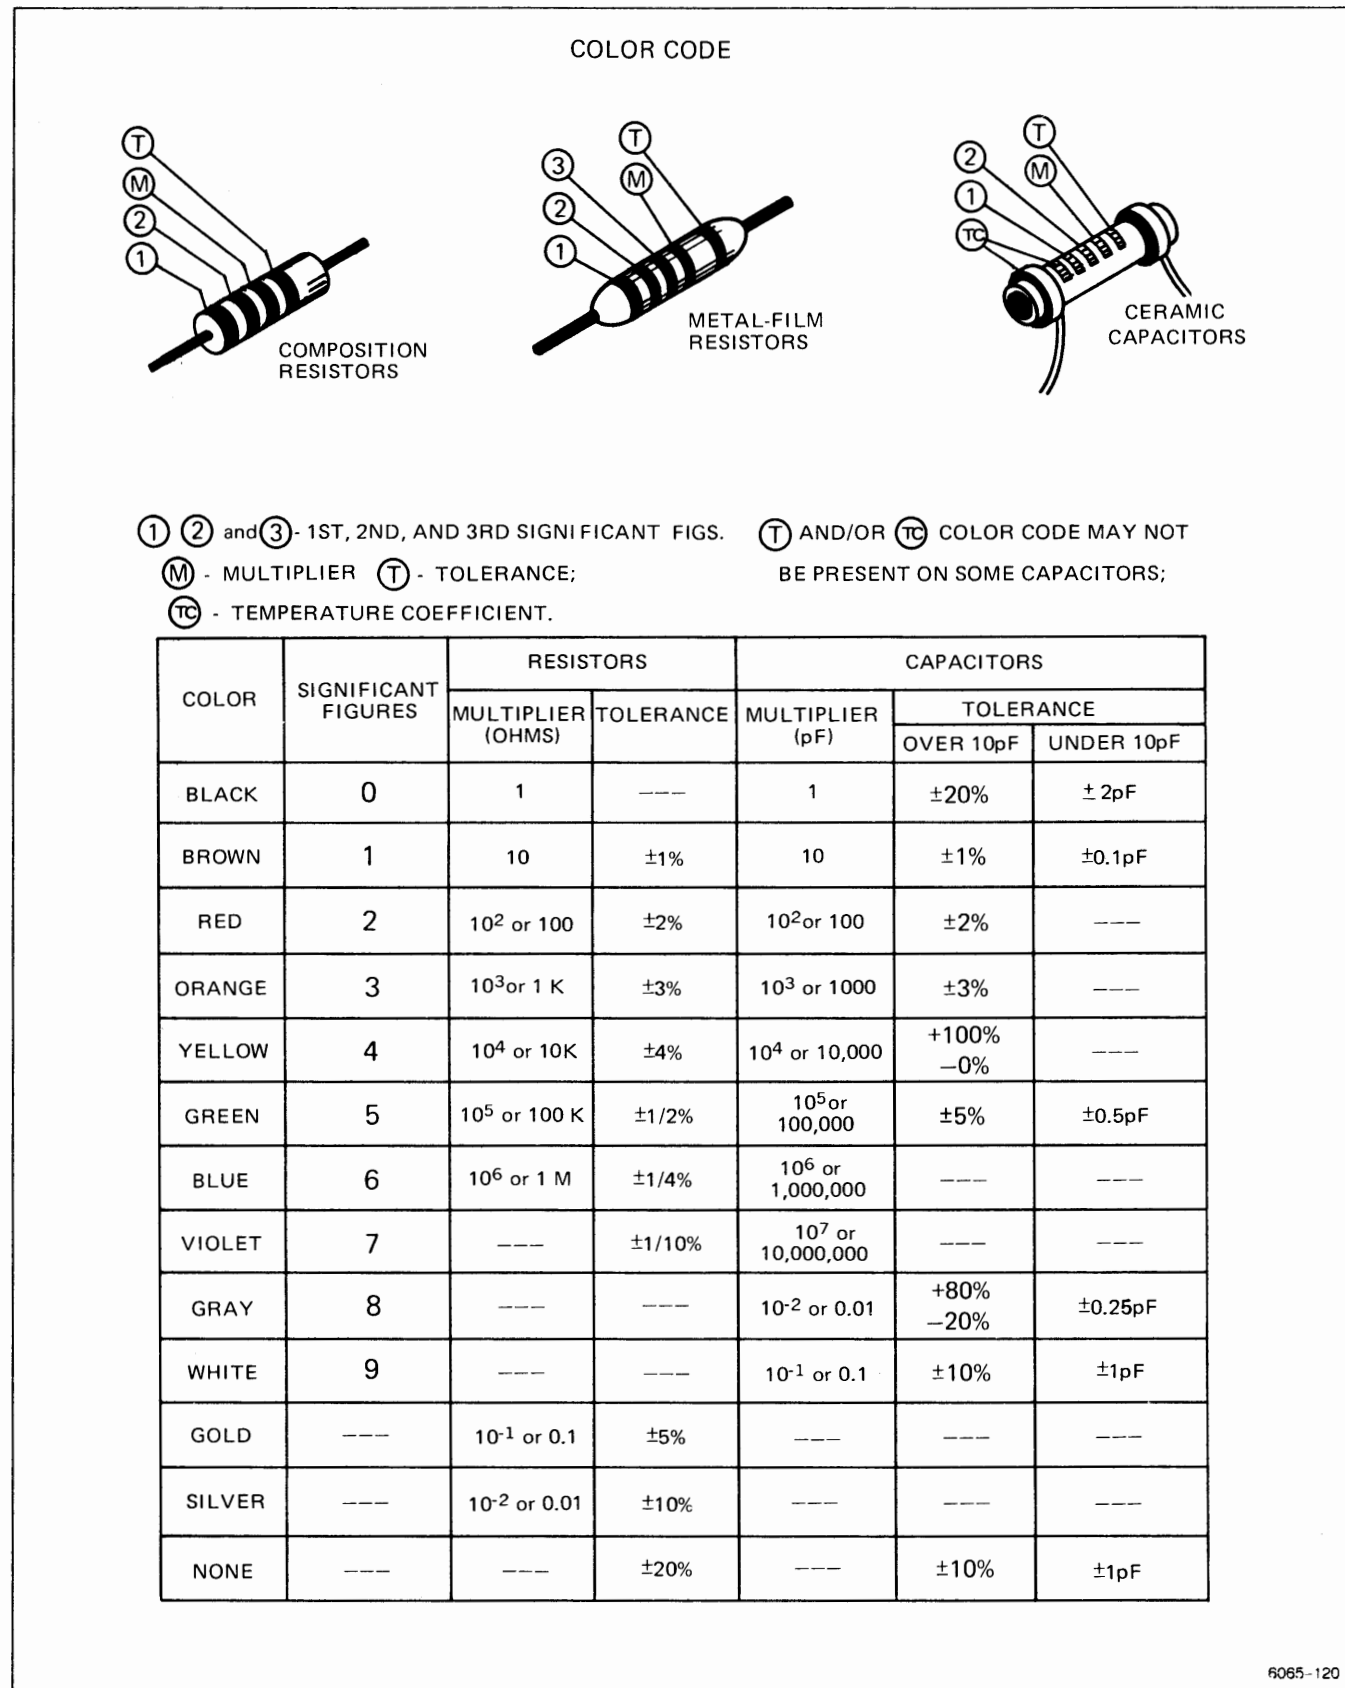 COLOR CODE
T
M
2
1
COMPOSITION
RESISTORS
3
2
1
T
M
METAL-FILM
RESISTORS
2
1
TC
T
M
CERAMIC
CAPACITORS
1 2 and 3 - 1ST, 2ND, AND 3RD SIGNIFICANT FIGS.
M - MULTIPLIER T - TOLERANCE;
TC - TEMPERATURE COEFFICIENT.
T AND/OR TC COLOR CODE MAY NOT
BE PRESENT ON SOME CAPACITORS;
COLOR
SIGNIFICANT
FIGURES
RESISTORS
MULTIPLIER
(OHMS)
TOLERANCE
CAPACITORS
MULTIPLIER
(pF)
TOLERANCE
OVER 10pF UNDER 10pF
BLACK 0 1 --- 1 ±20% ±2pF
BROWN 1 10 ±1% 10 ±1% ±0.1pF
RED 2 10² or 100 ±2% 10² or 100 ±2% ---
ORANGE 3 10³ or 1 K ±3% 10³ or 1000 ±3% ---
YELLOW 4 10⁴ or 10K ±4% 10⁴ or 10,000 +100% −0% ---
GREEN 5 10⁵ or 100 K ±1/2% 10⁵ or 100,000 ±5% ±0.5pF
BLUE 6 10⁶ or 1 M ±1/4% 10⁶ or 1,000,000 --- ---
VIOLET 7 --- ±1/10% 10⁷ or 10,000,000 --- ---
GRAY 8 --- --- 10⁻² or 0.01 +80% −20% ±0.25pF
WHITE 9 --- --- 10⁻¹ or 0.1 ±10% ±1pF
GOLD --- 10⁻¹ or 0.1 ±5% --- --- ---
SILVER --- 10⁻² or 0.01 ±10% --- --- ---
NONE --- --- ±20% --- ±10% ±1pF
6065-120